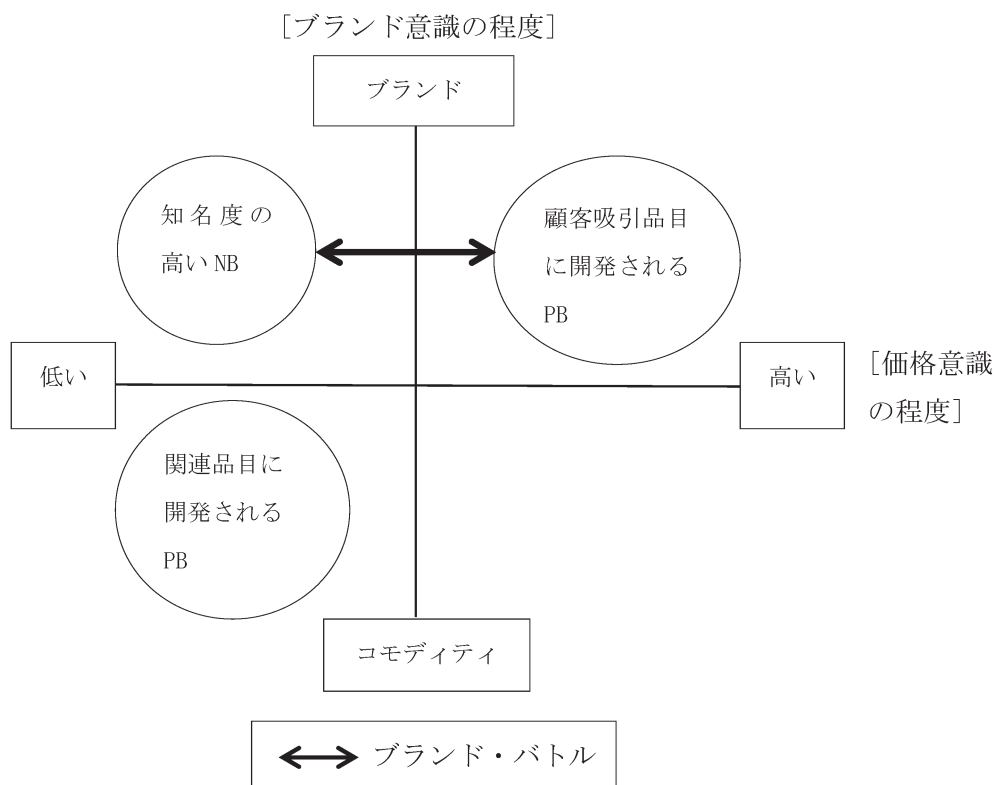 ［ブランド意識の程度］
ブランド
知名度の
高いNB
顧客吸引品目
に開発される
PB
低い
高い
［価格意識
の程度］
関連品目に
開発される
PB
コモディティ
ブランド・バトル